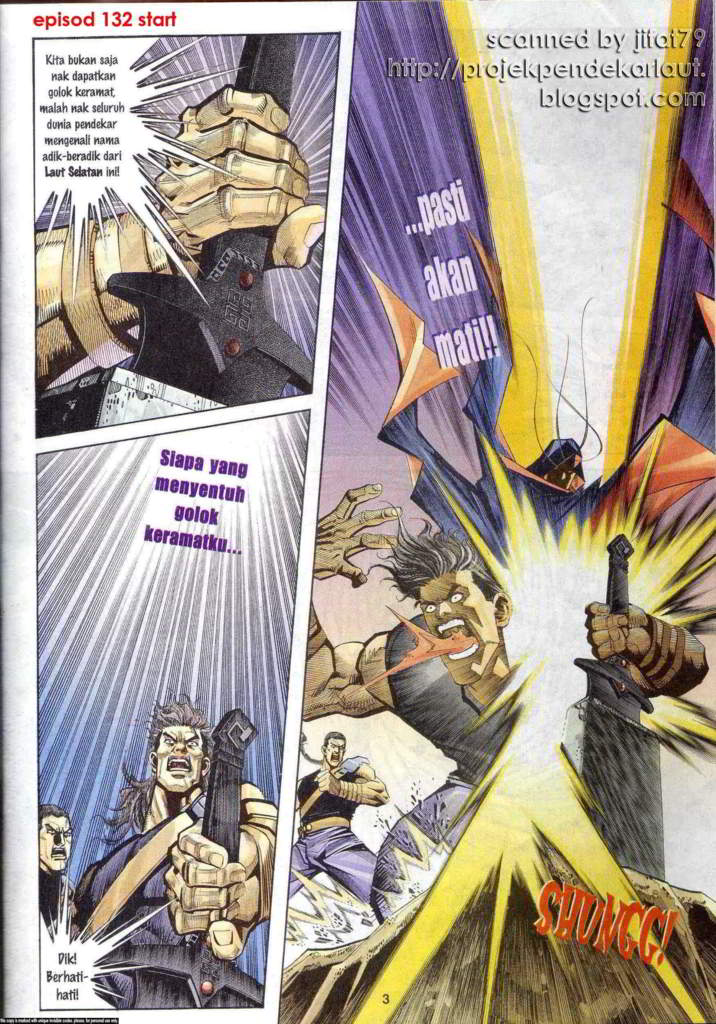 episod 132 start
scanned by jifat79
http://projekpendekarlaut.
blogspot.com
Kita bukan saja
nak dapatkan
golok keramat,
malah nak seluruh
dunia pendekar
mengenali nama
adik-beradik dari
Laut Selatan ini!
Siapa yang
menyentuh
golok
keramatku...
Dik!
Berhati-
hati!
...pasti
akan
mati!!
SHUNGG!
3